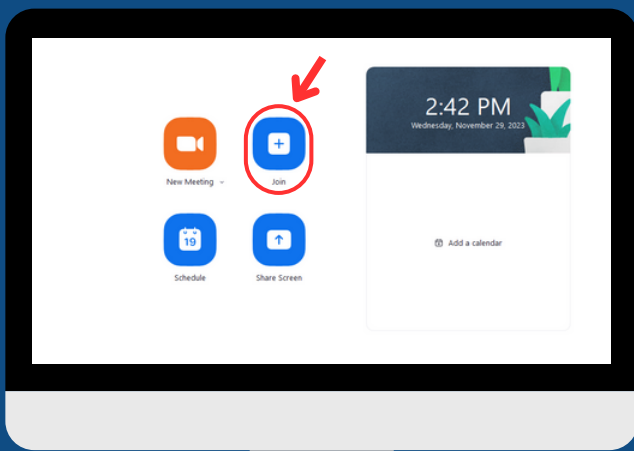 New Meeting
Join
19
Schedule
Share Screen
2:42 PM
Wednesday, November 29, 2023
Add a calendar